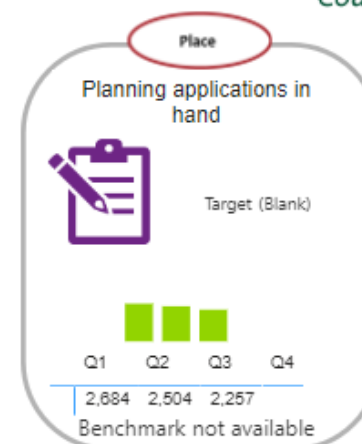 Place
Planning applications in
hand
Target (Blank)
Q1 Q2 Q3 Q4
2,684 2,504 2,257
Benchmark not available